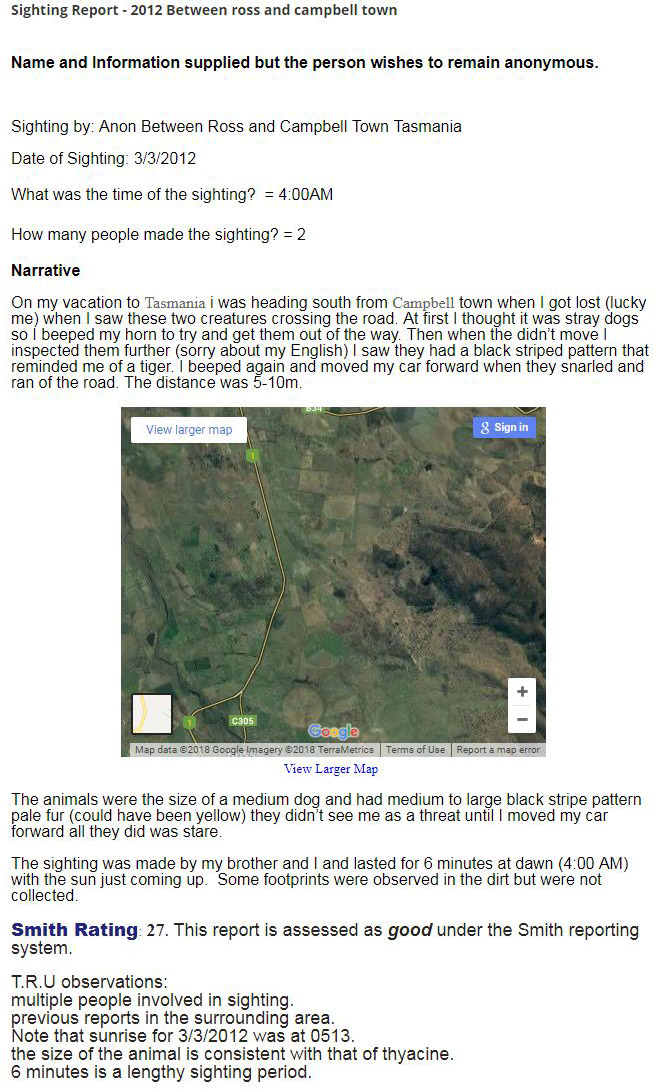 Sighting Report - 2012 Between ross and campbell town
Name and Information supplied but the person wishes to remain anonymous.
Sighting by: Anon Between Ross and Campbell Town Tasmania
Date of Sighting: 3/3/2012
What was the time of the sighting?  = 4:00AM
How many people made the sighting? = 2
Narrative
On my vacation to Tasmania i was heading south from Campbell town when I got lost (lucky
me) when I saw these two creatures crossing the road. At first I thought it was stray dogs
so I beeped my horn to try and get them out of the way. Then when the didn't move I
inspected them further (sorry about my English) I saw they had a black striped pattern that
reminded me of a tiger. I beeped again and moved my car forward when they snarled and
ran of the road. The distance was 5-10m.
B34
View larger map
Sign in
1
1
C305
Google
Map data ©2018 Google Imagery ©2018 TerraMetrics
Terms of Use
Report a map error
View Larger Map
The animals were the size of a medium dog and had medium to large black stripe pattern
pale fur (could have been yellow) they didn't see me as a threat until I moved my car
forward all they did was stare.
The sighting was made by my brother and I and lasted for 6 minutes at dawn (4:00 AM)
with the sun just coming up.  Some footprints were observed in the dirt but were not
collected.
Smith Rating: 27. This report is assessed as good under the Smith reporting
system.
T.R.U observations:
multiple people involved in sighting.
previous reports in the surrounding area.
Note that sunrise for 3/3/2012 was at 0513.
the size of the animal is consistent with that of thyacine.
6 minutes is a lengthy sighting period.